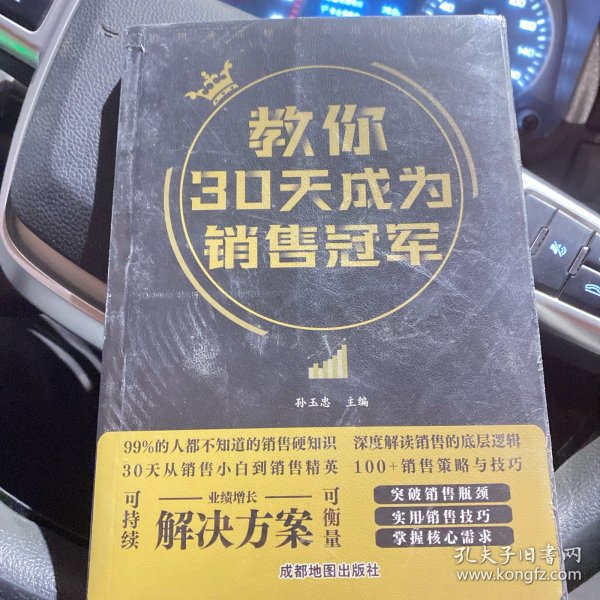 教你
30天成为
销售冠军
孙玉忠 主编
99%的人都不知道的销售硬知识 深度解读销售的底层逻辑
30天从销售小白到销售精英 100+销售策略与技巧
可持续
业绩增长
解决方案
可衡量
突破销售瓶颈
实用销售技巧
掌握核心需求
成都地图出版社
孔夫子旧书网
www.kongfz.com